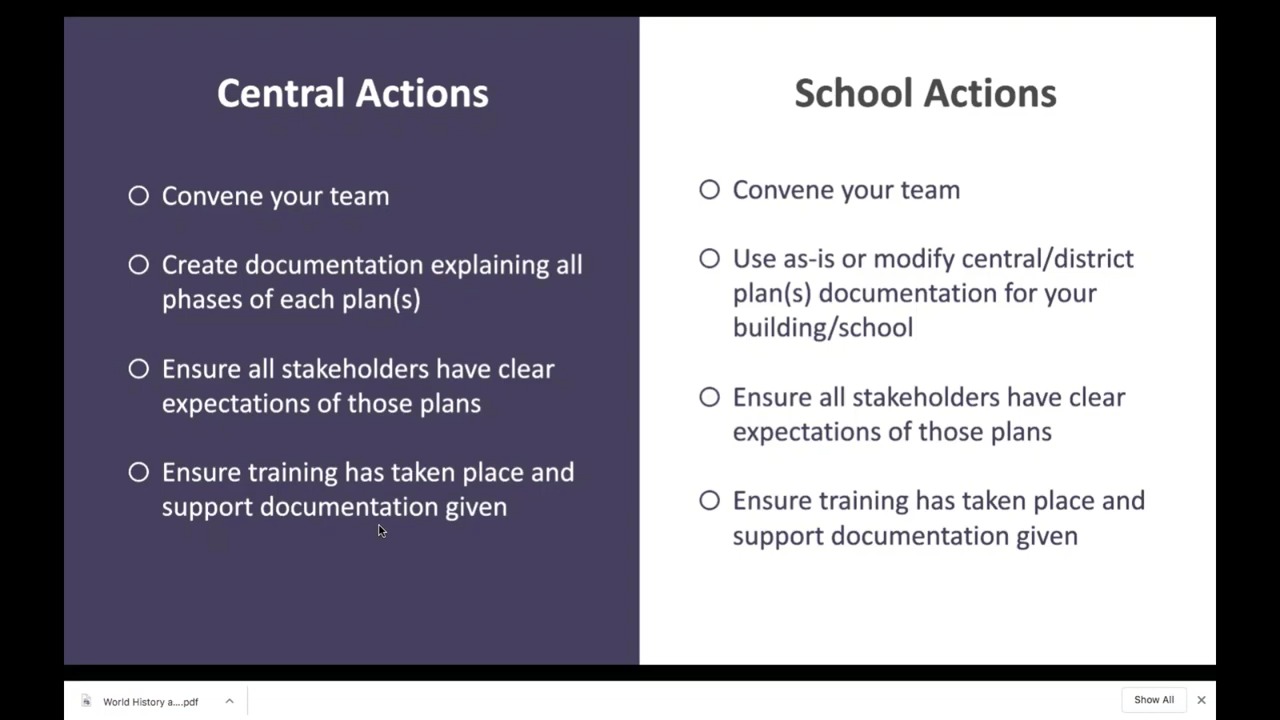 Central Actions
Convene your team
Create documentation explaining all
phases of each plan(s)
Ensure all stakeholders have clear
expectations of those plans
Ensure training has taken place and
support documentation given
School Actions
Convene your team
Use as-is or modify central/district
plan(s) documentation for your
building/school
Ensure all stakeholders have clear
expectations of those plans
Ensure training has taken place and
support documentation given
World History a....pdf
Show All